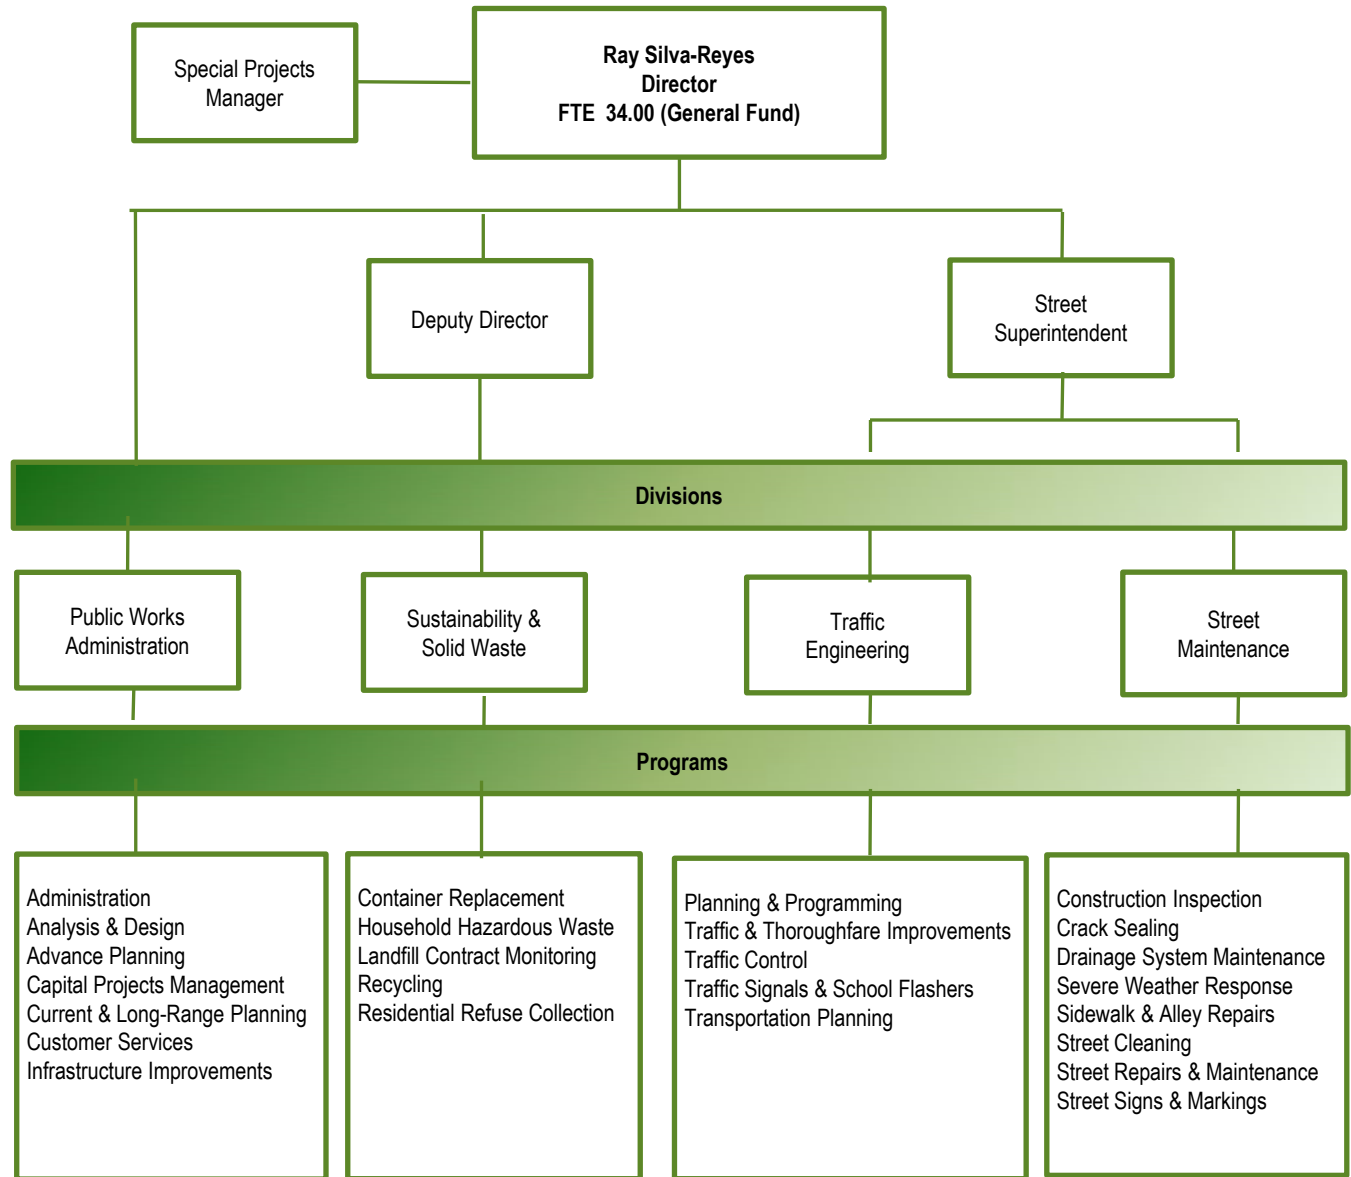 Special Projects
Manager
Ray Silva-Reyes
Director
FTE  34.00 (General Fund)
Deputy Director
Street
Superintendent
Divisions
Public Works
Administration
Sustainability &
Solid Waste
Traffic
Engineering
Street
Maintenance
Programs
Administration
Analysis & Design
Advance Planning
Capital Projects Management
Current & Long-Range Planning
Customer Services
Infrastructure Improvements
Container Replacement
Household Hazardous Waste
Landfill Contract Monitoring
Recycling
Residential Refuse Collection
Planning & Programming
Traffic & Thoroughfare Improvements
Traffic Control
Traffic Signals & School Flashers
Transportation Planning
Construction Inspection
Crack Sealing
Drainage System Maintenance
Severe Weather Response
Sidewalk & Alley Repairs
Street Cleaning
Street Repairs & Maintenance
Street Signs & Markings